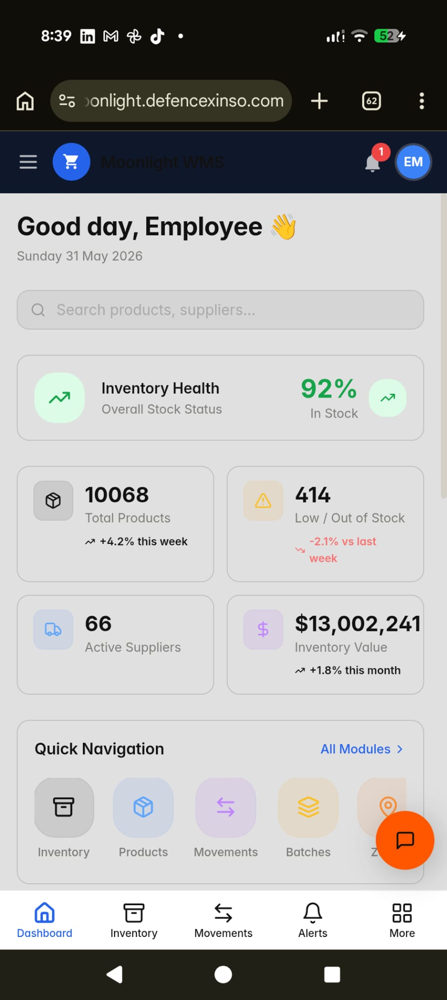 8:39
52
onlight.defencexinso.com
62
Moonlight WMS
1
EM
Good day, Employee 👋
Sunday 31 May 2026
Search products, suppliers...
Inventory Health
Overall Stock Status
92%
In Stock
10068
Total Products
+4.2% this week
414
Low / Out of Stock
-2.1% vs last
week
66
Active Suppliers
$13,002,241
Inventory Value
+1.8% this month
Quick Navigation
All Modules
Inventory
Products
Movements
Batches
Dashboard
Inventory
Movements
Alerts
More